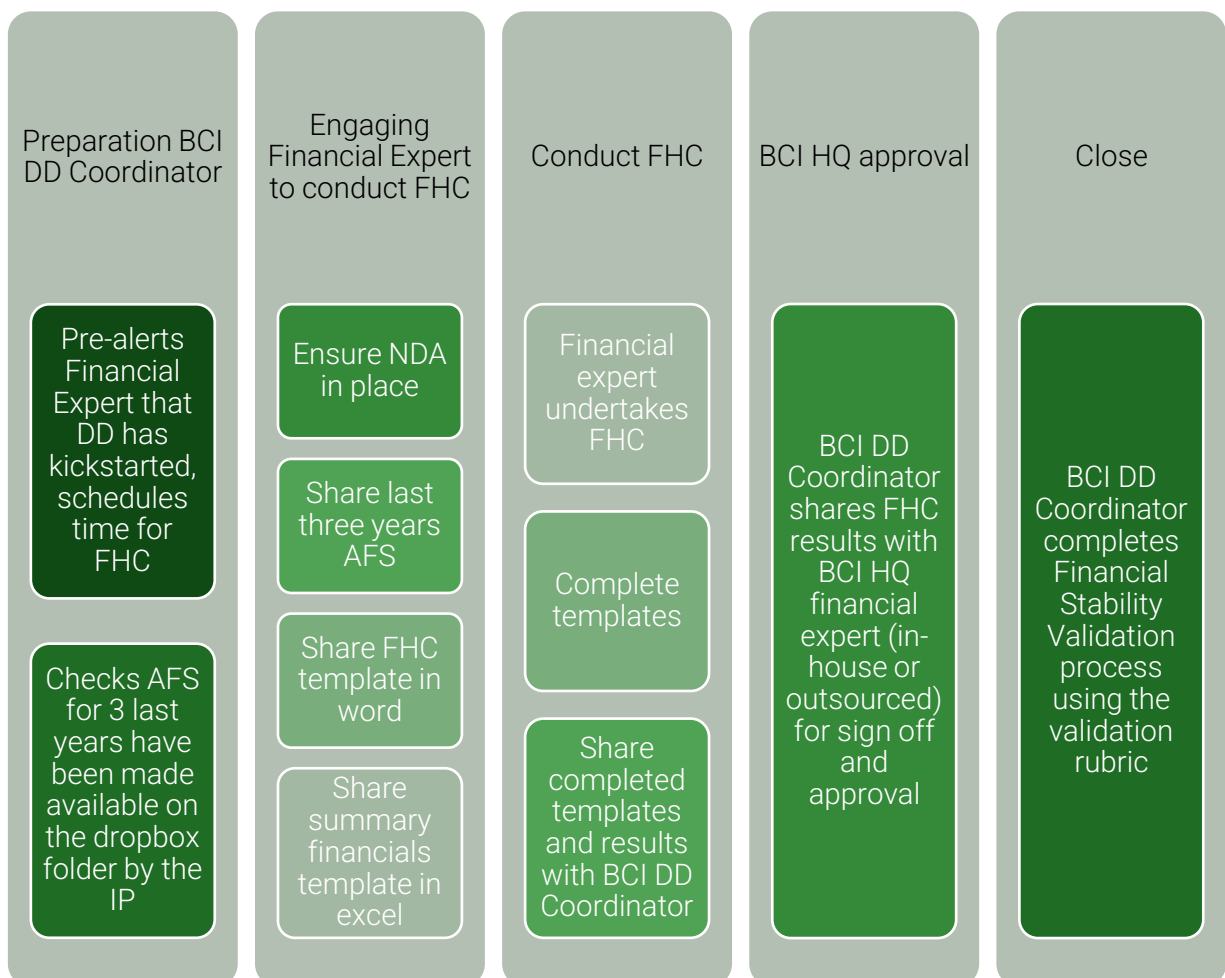 Preparation BCI
DD Coordinator
Pre-alerts
Financial
Expert that
DD has
kickstarted,
schedules
time for
FHC
Checks AFS
for 3 last
years have
been made
available on
the dropbox
folder by the
IP
Engaging
Financial Expert
to conduct FHC
Ensure NDA
in place
Share last
three years
AFS
Share FHC
template in
word
Share
summary
financials
template in
excel
Conduct FHC
Financial
expert
undertakes
FHC
Complete
templates
Share
completed
templates
and results
with BCI DD
Coordinator
BCI HQ approval
BCI DD
Coordinator
shares FHC
results with
BCI HQ
financial
expert (in-
house or
outsourced)
for sign off
and
approval
Close
BCI DD
Coordinator
completes
Financial
Stability
Validation
process
using the
validation
rubric